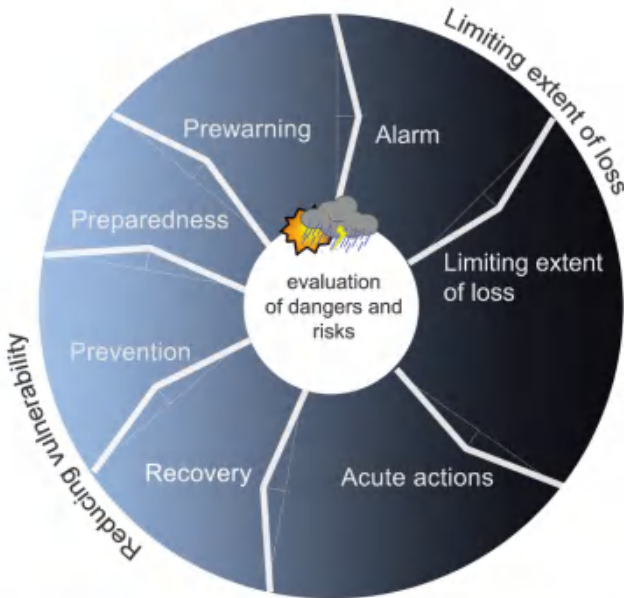 Limiting extent of loss
Prewarning
Alarm
Preparedness
Limiting extent
of loss
evaluation
of dangers and
risks
Prevention
Recovery
Acute actions
Reducing vulnerability